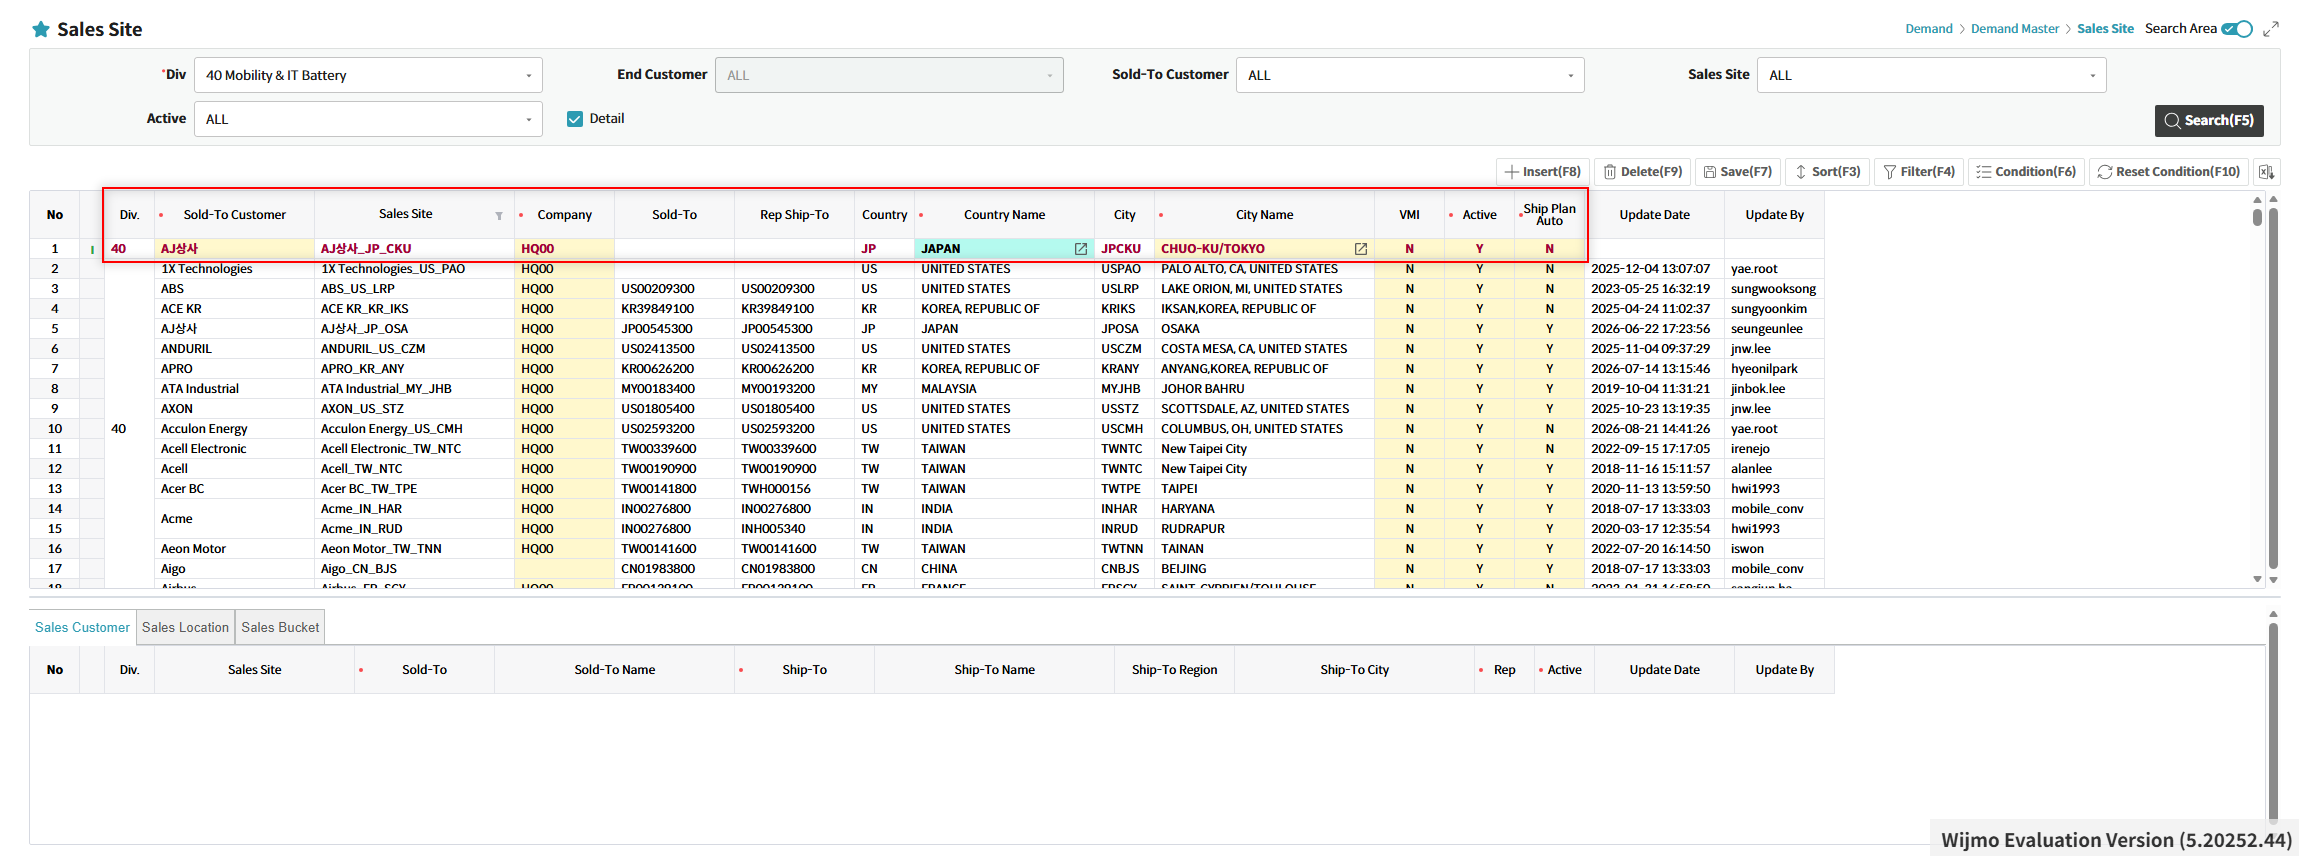 Sales Site
Demand > Demand Master > Sales Site Search Area
*Div 40 Mobility & IT Battery End Customer ALL Sold-To Customer ALL Sales Site ALL
Active ALL Detail
Search(F5)
Insert(F8) Delete(F9) Save(F7) Sort(F3) Filter(F4) Condition(F6) Reset Condition(F10)
No Div. Sold-To Customer Sales Site Company Sold-To Rep Ship-To Country Country Name City City Name VMI Active Ship Plan Auto Update Date Update By
1 I 40 AJ상사 AJ상사_JP_CKU HQ00 JP JAPAN JPCKU CHUO-KU/TOKYO N Y N
2 1X Technologies 1X Technologies_US_PAO HQ00 US UNITED STATES USPAO PALO ALTO, CA, UNITED STATES N Y N 2025-12-04 13:07:07 yae.root
3 ABS ABS_US_LRP HQ00 US00209300 US00209300 US UNITED STATES USLRP LAKE ORION, MI, UNITED STATES N Y N 2023-05-25 16:32:19 sungwooksong
4 ACE KR ACE KR_KR_IKS HQ00 KR39849100 KR39849100 KR KOREA, REPUBLIC OF KRIKS IKSAN,KOREA, REPUBLIC OF N Y N 2025-04-24 11:02:37 sungyoonkim
5 AJ상사 AJ상사_JP_OSA HQ00 JP00545300 JP00545300 JP JAPAN JPOSA OSAKA N Y Y 2026-06-22 17:23:56 seungeunlee
6 ANDURIL ANDURIL_US_CZM HQ00 US02413500 US02413500 US UNITED STATES USCZM COSTA MESA, CA, UNITED STATES N Y Y 2025-11-04 09:37:29 jnw.lee
7 APRO APRO_KR_ANY HQ00 KR00626200 KR00626200 KR KOREA, REPUBLIC OF KRANY ANYANG,KOREA, REPUBLIC OF N Y Y 2026-07-14 13:15:46 hyeonilpark
8 ATA Industrial ATA Industrial_MY_JHB HQ00 MY00183400 MY00193200 MY MALAYSIA MYJHB JOHOR BAHRU N Y Y 2019-10-04 11:31:21 jinbok.lee
9 AXON AXON_US_STZ HQ00 US01805400 US01805400 US UNITED STATES USSTZ SCOTTSDALE, AZ, UNITED STATES N Y Y 2025-10-23 13:19:35 jnw.lee
10 40 Acculon Energy Acculon Energy_US_CMH HQ00 US02593200 US02593200 US UNITED STATES USCMH COLUMBUS, OH, UNITED STATES N Y N 2026-08-21 14:41:26 yae.root
11 Acell Electronic Acell Electronic_TW_NTC HQ00 TW00339600 TW00339600 TW TAIWAN TWNTC New Taipei City N Y N 2022-09-15 17:17:05 irenejo
12 Acell Acell_TW_NTC HQ00 TW00190900 TW00190900 TW TAIWAN TWNTC New Taipei City N Y Y 2018-11-16 15:11:57 alanlee
13 Acer BC Acer BC_TW_TPE HQ00 TW00141800 TWH000156 TW TAIWAN TWTPE TAIPEI N Y Y 2020-11-13 13:59:50 hwi1993
14 Acme Acme_IN_HAR HQ00 IN00276800 IN00276800 IN INDIA INHAR HARYANA N Y Y 2018-07-17 13:33:03 mobile_conv
15 Acme_IN_RUD HQ00 IN00276800 INH005340 IN INDIA INRUD RUDRAPUR N Y Y 2020-03-17 12:35:54 hwi1993
16 Aeon Motor Aeon Motor_TW_TNN HQ00 TW00141600 TW00141600 TW TAIWAN TWTNN TAINAN N Y Y 2022-07-20 16:14:50 iswon
17 Aigo Aigo_CN_BJS CN01983800 CN01983800 CN CHINA CNBJS BEIJING N Y Y 2018-07-17 13:33:03 mobile_conv
Sales Customer Sales Location Sales Bucket
No Div. Sales Site Sold-To Sold-To Name Ship-To Ship-To Name Ship-To Region Ship-To City Rep Active Update Date Update By
Wijmo Evaluation Version (5.20252.44)